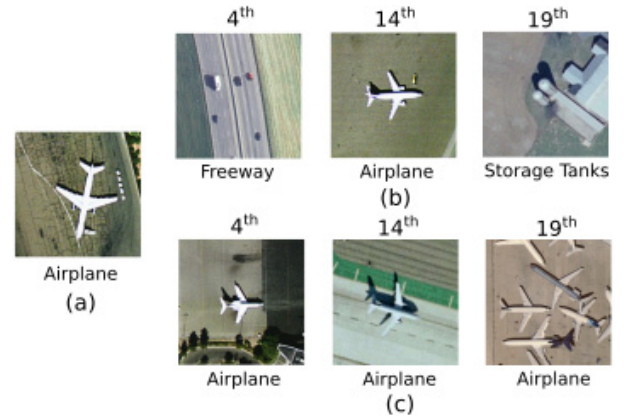 4th 14th 19th
Freeway Airplane Storage Tanks
(b)
Airplane
(a)
4th 14th 19th
Airplane Airplane Airplane
(c)